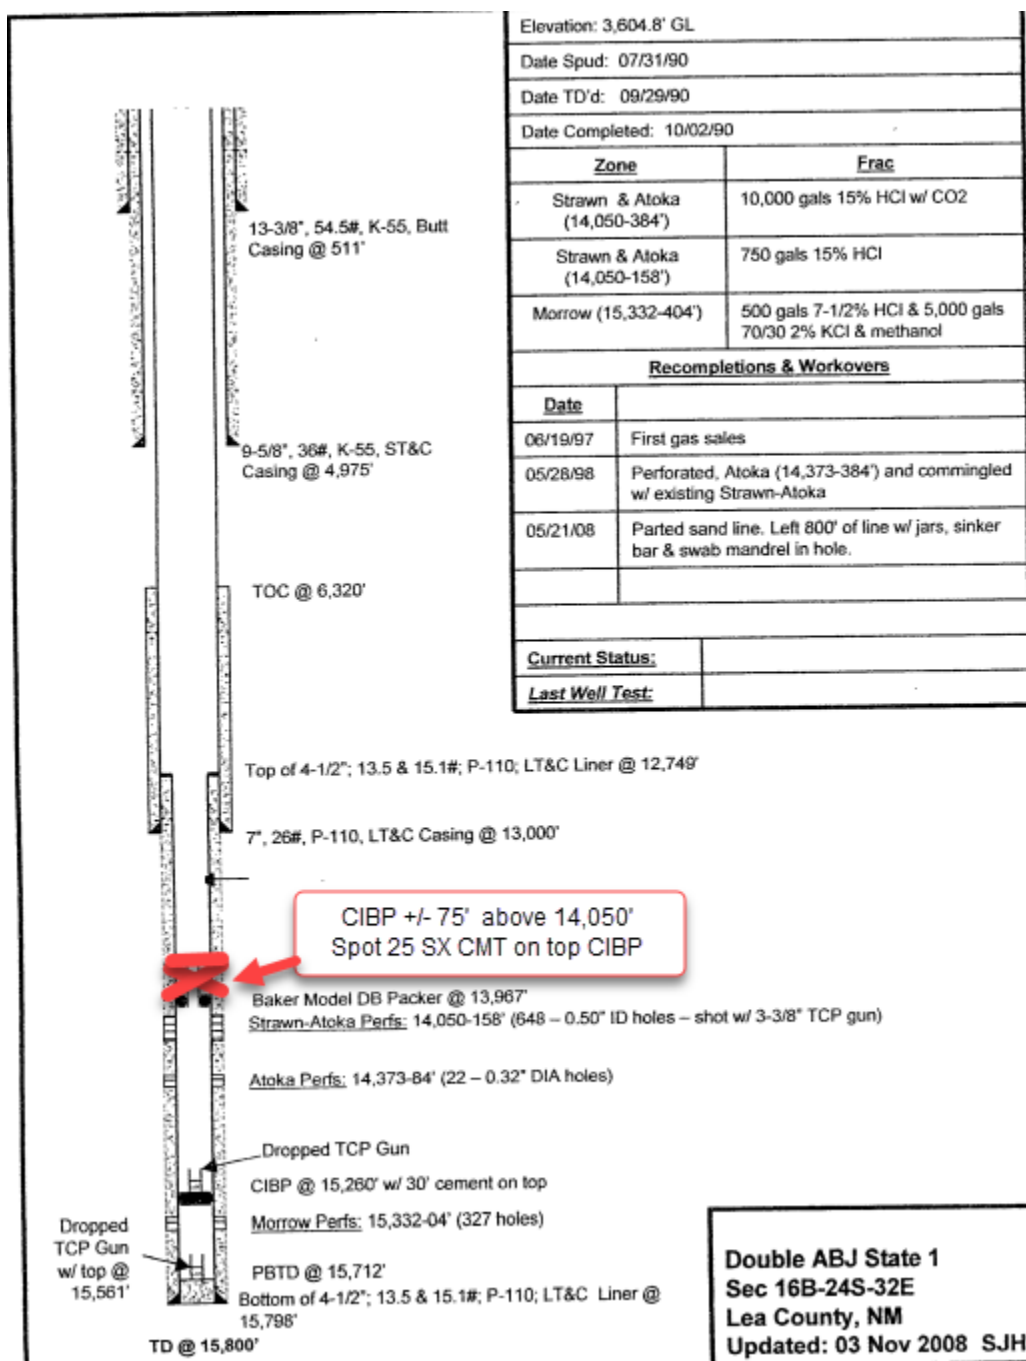 Elevation: 3,604.8' GL
Date Spud: 07/31/90
Date TD'd: 09/29/90
Date Completed: 10/02/90
Zone
Frac
Strawn & Atoka
(14,050-384')
10,000 gals 15% HCl w/ CO2
Strawn & Atoka
(14,050-158')
750 gals 15% HCl
Morrow (15,332-404')
500 gals 7-1/2% HCl & 5,000 gals
70/30 2% KCl & methanol
Recompletions & Workovers
Date
06/19/97
First gas sales
05/28/98
Perforated, Atoka (14,373-384') and commingled
w/ existing Strawn-Atoka
05/21/08
Parted sand line. Left 800' of line w/ jars, sinker
bar & swab mandrel in hole.
Current Status:
Last Well Test:
13-3/8", 54.5#, K-55, Butt
Casing @ 511'
9-5/8", 36#, K-55, ST&C
Casing @ 4,975'
TOC @ 6,320'
Top of 4-1/2"; 13.5 & 15.1#; P-110; LT&C Liner @ 12,749'
7", 26#, P-110, LT&C Casing @ 13,000'
CIBP +/- 75' above 14,050'
Spot 25 SX CMT on top CIBP
Baker Model DB Packer @ 13,967'
Strawn-Atoka Perfs: 14,050-158' (648 – 0.50" ID holes – shot w/ 3-3/8" TCP gun)
Atoka Perfs: 14,373-84' (22 – 0.32" DIA holes)
Dropped TCP Gun
CIBP @ 15,260' w/ 30' cement on top
Morrow Perfs: 15,332-04' (327 holes)
Dropped
TCP Gun
w/ top @
15,561'
PBTD @ 15,712'
Bottom of 4-1/2"; 13.5 & 15.1#; P-110; LT&C Liner @
15,798'
TD @ 15,800'
Double ABJ State 1
Sec 16B-24S-32E
Lea County, NM
Updated: 03 Nov 2008 SJH